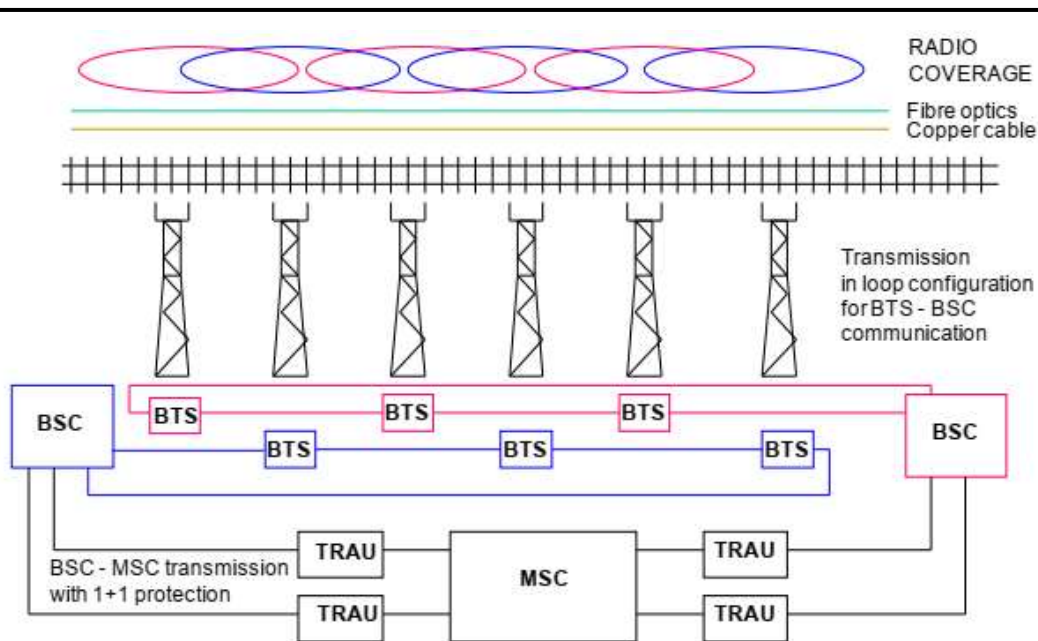 RADIO
COVERAGE
Fibre optics
Copper cable
Transmission
in loop configuration
for BTS - BSC
communication
BSC
BTS
BTS
BTS
BSC
BTS
BTS
BTS
TRAU
TRAU
BSC - MSC transmission
with 1+1 protection
MSC
TRAU
TRAU